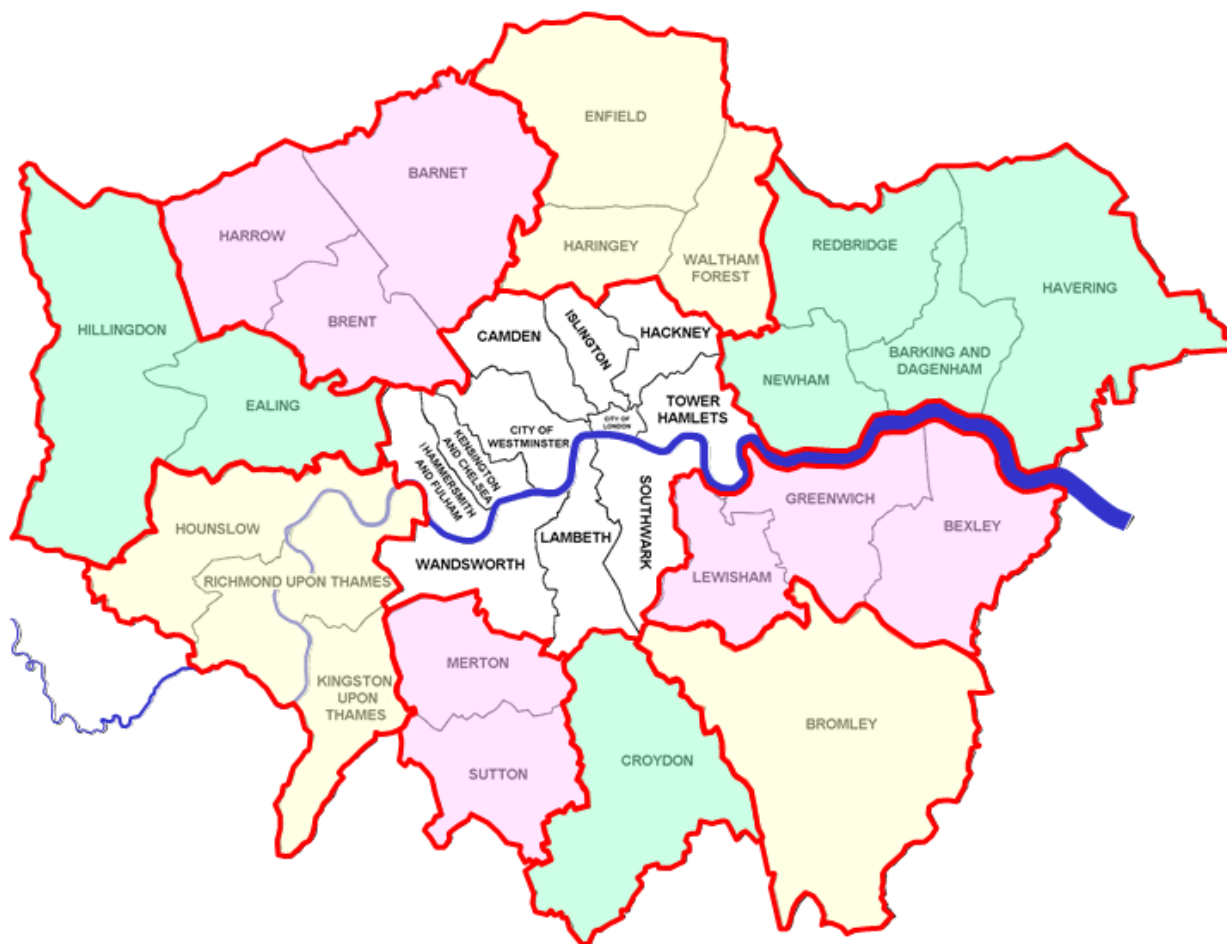 ENFIELD
BARNET
HARROW
HARINGEY
REDBRIDGE
WALTHAM
FOREST
HAVERING
HILLINGDON
BRENT
CAMDEN
ISLINGTON
HACKNEY
BARKING AND
DAGENHAM
NEWHAM
EALING
TOWER
HAMLETS
CITY OF
LONDON
CITY OF
WESTMINSTER
KENSINGTON
AND CHELSEA
HAMMERSMITH
AND FULHAM
HOUNSLOW
GREENWICH
BEXLEY
SOUTHWARK
LAMBETH
WANDSWORTH
LEWISHAM
RICHMOND UPON THAMES
MERTON
KINGSTON
UPON
THAMES
BROMLEY
CROYDON
SUTTON